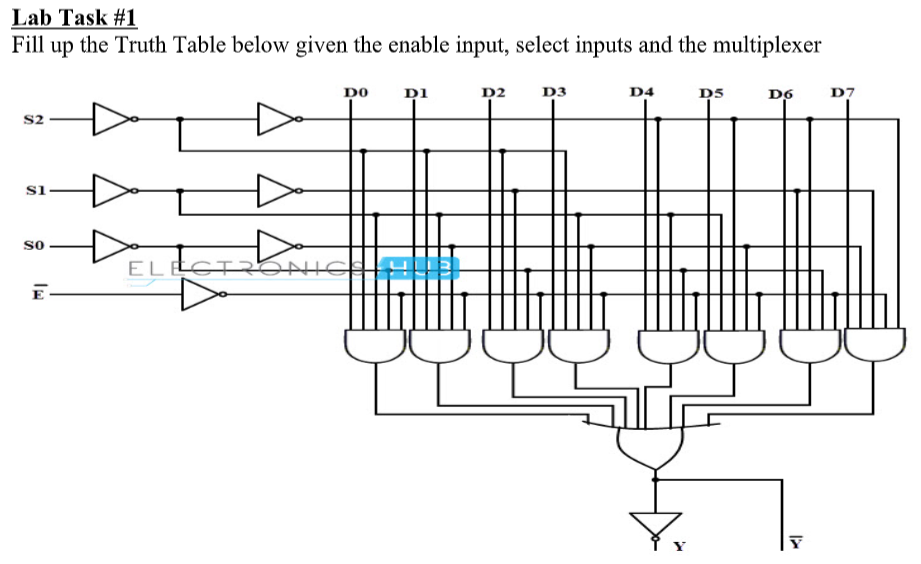 Lab Task #1
Fill up the Truth Table below given the enable input, select inputs and the multiplexer
D0 D1 D2 D3 D4 D5 D6 D7
S2
S1
S0
ELECTRONICS HUB
E̅
Y Y̅